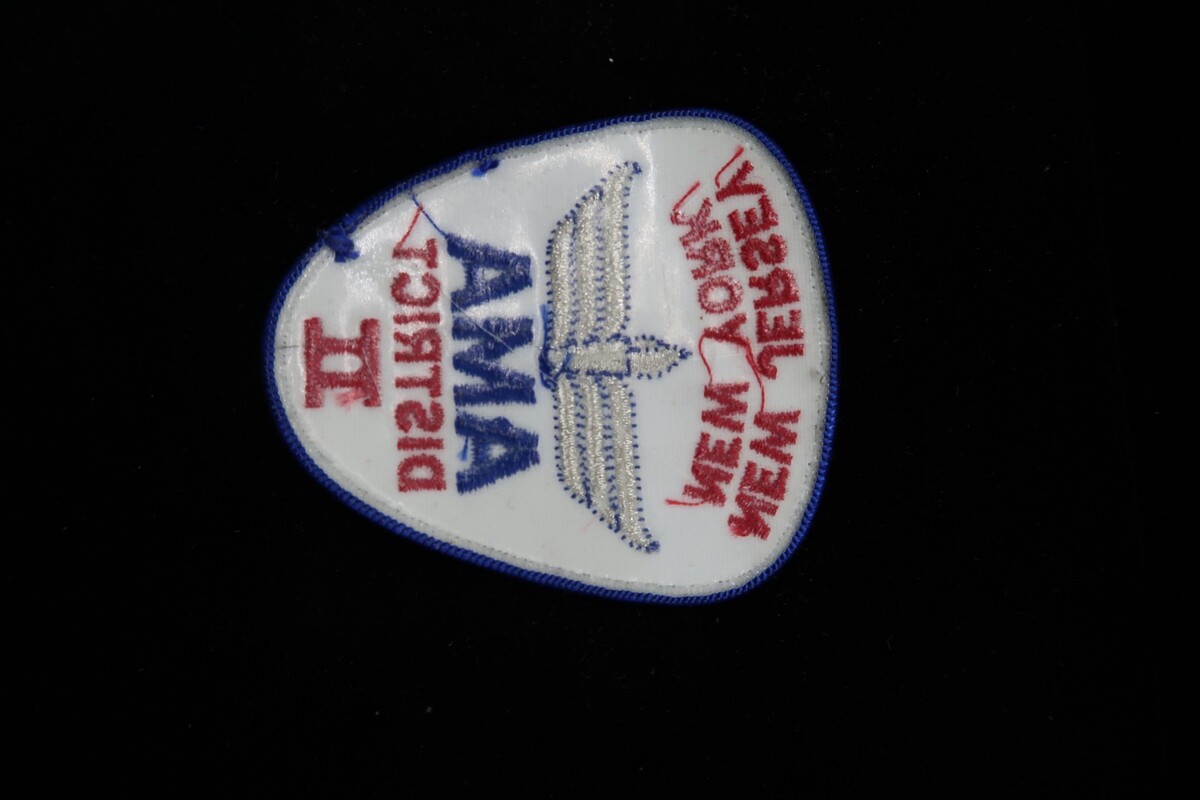 NEW JERSEY
NEW YORK
AMA
DISTRICT
II